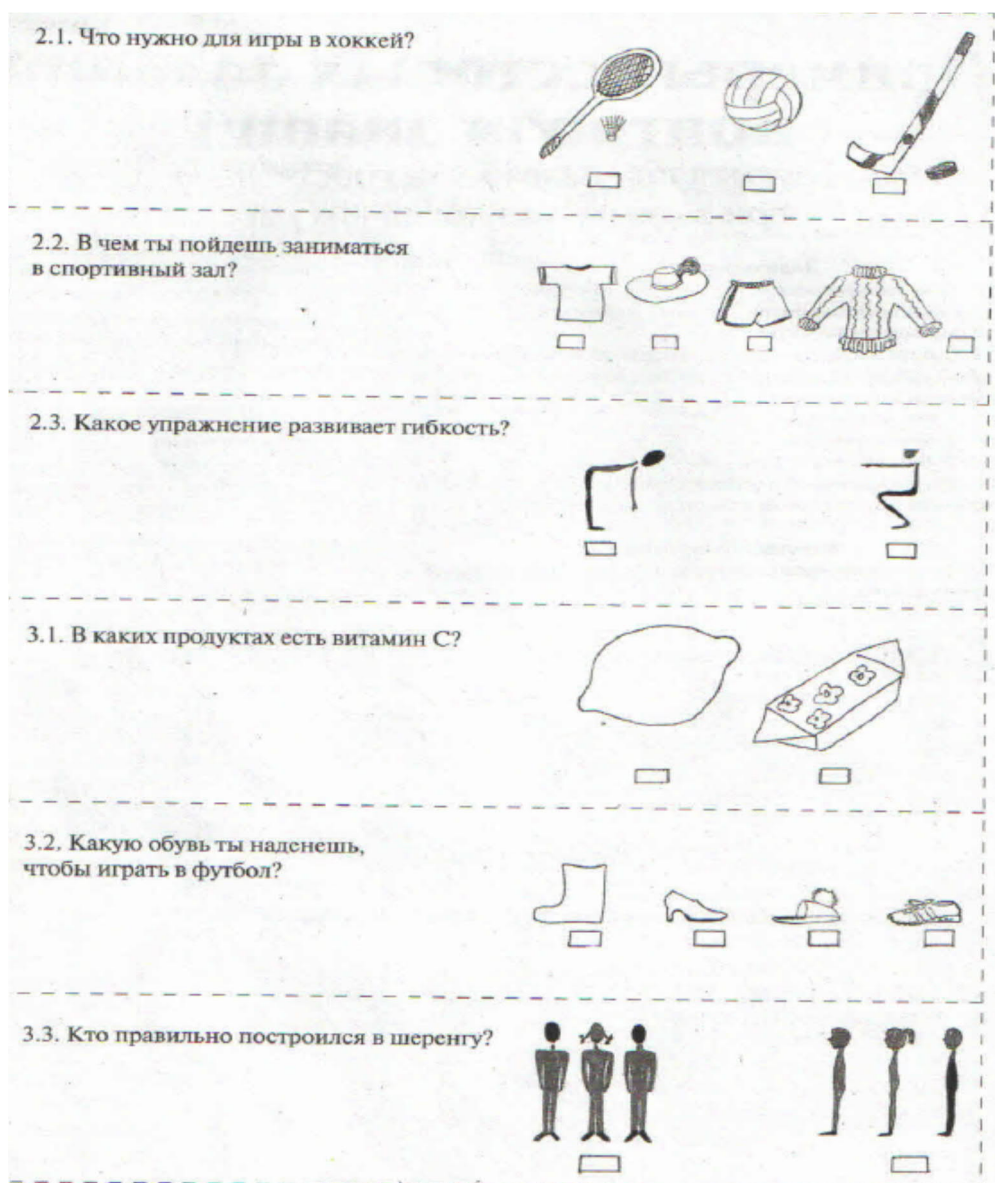 2.1. Что нужно для игры в хоккей?
2.2. В чем ты пойдешь заниматься
в спортивный зал?
2.3. Какое упражнение развивает гибкость?
3.1. В каких продуктах есть витамин С?
3.2. Какую обувь ты наденешь,
чтобы играть в футбол?
3.3. Кто правильно построился в шеренгу?